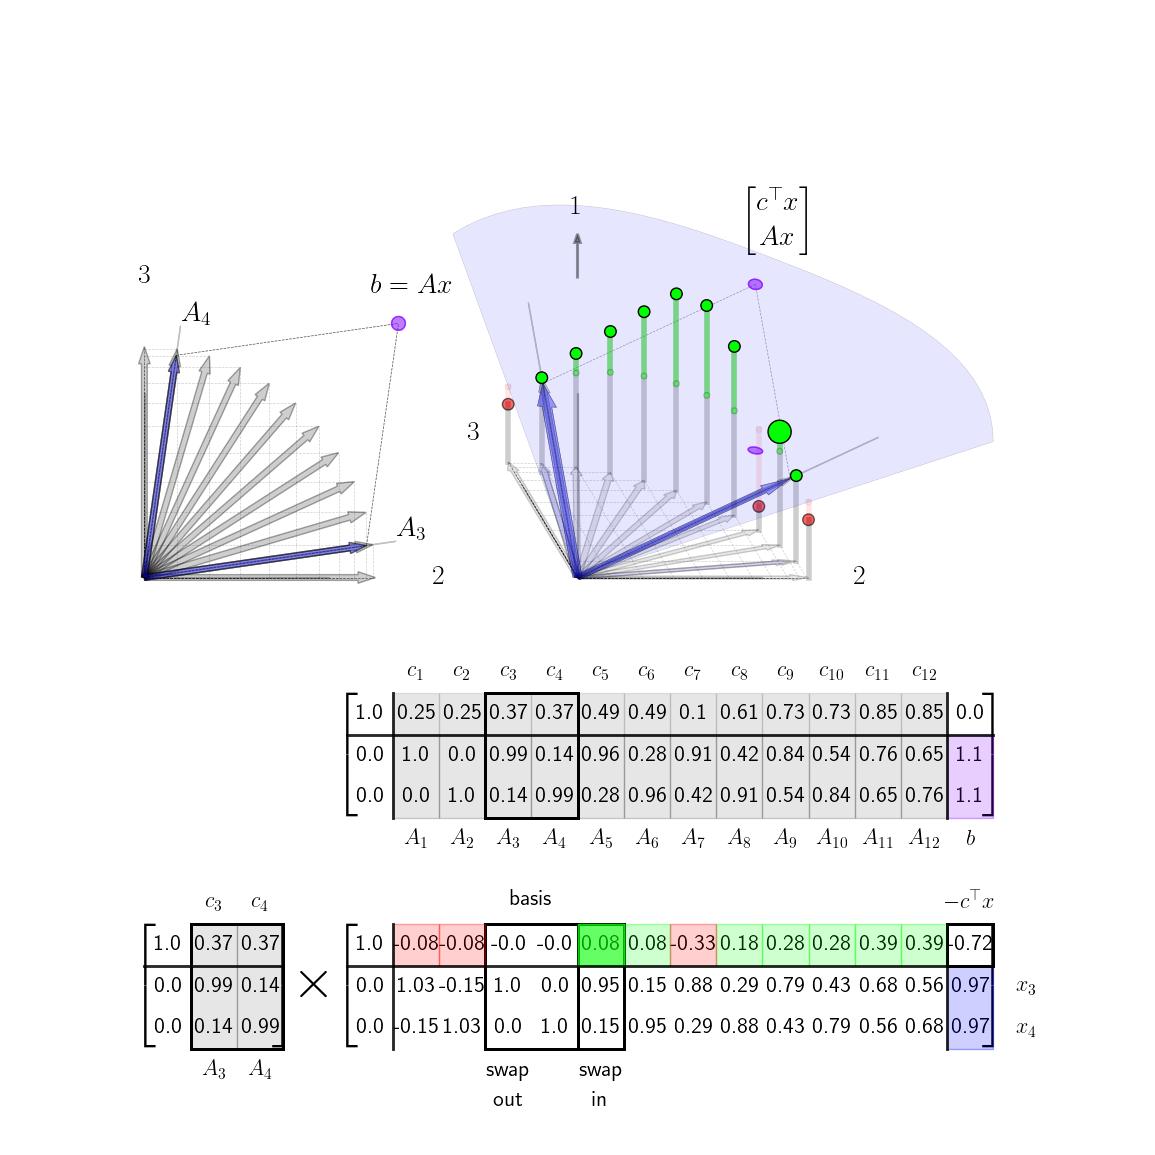 1
c⊤x
Ax
3
b = Ax
A4
3
A3
2
2
c1 c2 c3 c4 c5 c6 c7 c8 c9 c10 c11 c12
1.0 0.25 0.25 0.37 0.37 0.49 0.49 0.1 0.61 0.73 0.73 0.85 0.85 0.0
0.0 1.0 0.0 0.99 0.14 0.96 0.28 0.91 0.42 0.84 0.54 0.76 0.65 1.1
0.0 0.0 1.0 0.14 0.99 0.28 0.96 0.42 0.91 0.54 0.84 0.65 0.76 1.1
A1 A2 A3 A4 A5 A6 A7 A8 A9 A10 A11 A12 b
basis
c3 c4 −c⊤x
1.0 0.37 0.37 × 1.0 -0.08 -0.08 -0.0 -0.0 0.08 0.08 -0.33 0.18 0.28 0.28 0.39 0.39 -0.72
0.0 0.99 0.14 0.0 1.03 -0.15 1.0 0.0 0.95 0.15 0.88 0.29 0.79 0.43 0.68 0.56 0.97 x3
0.0 0.14 0.99 0.0 -0.15 1.03 0.0 1.0 0.15 0.95 0.29 0.88 0.43 0.79 0.56 0.68 0.97 x4
A3 A4
swap out
swap in